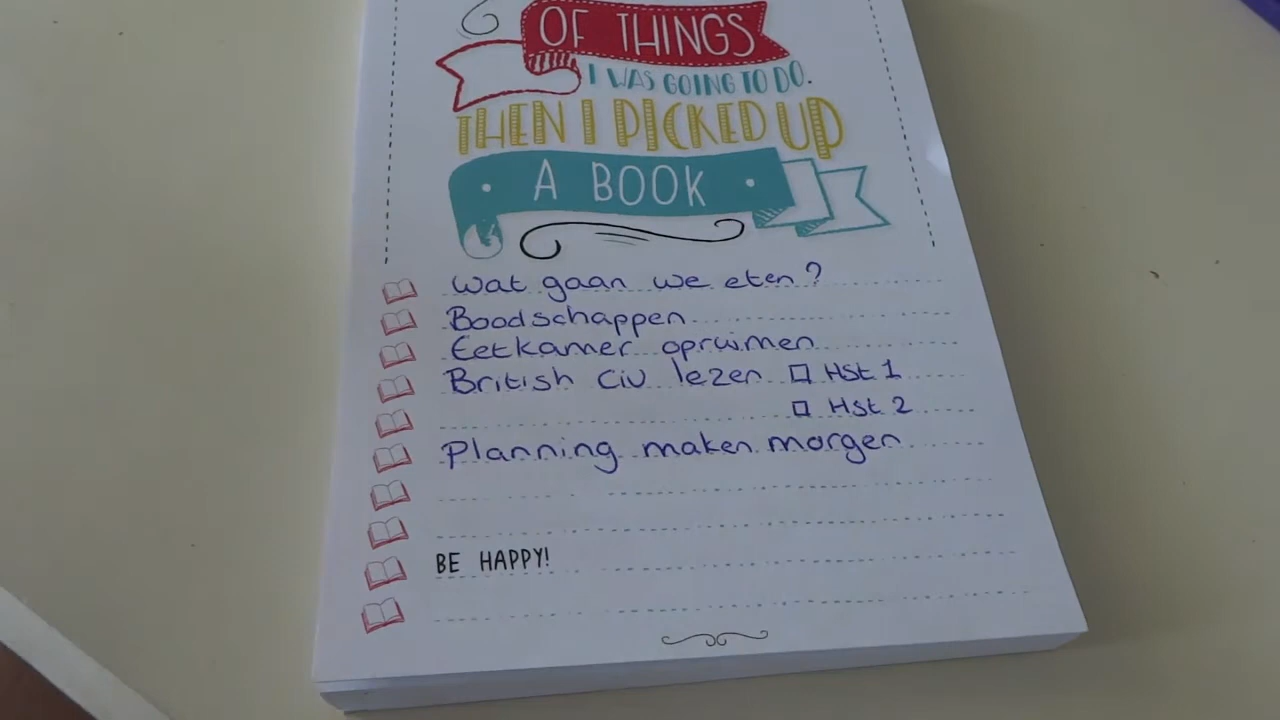 OF THINGS
I WAS GOING TO DO.
THEN I PICKED UP
A BOOK
Wat gaan we eten?
Boodschappen
Eetkamer opruimen
British Civ lezen □ Hst 1
□ Hst 2
Planning maken morgen
BE HAPPY!